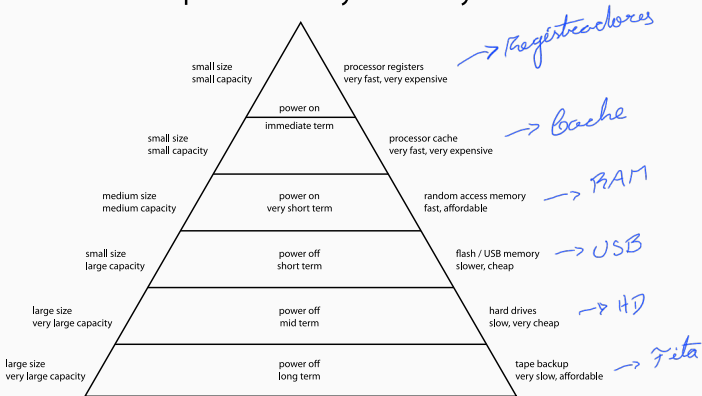 small size
small capacity
processor registers
very fast, very expensive
Registradores
power on
immediate term
small size
small capacity
processor cache
very fast, very expensive
Cache
medium size
medium capacity
power on
very short term
random access memory
fast, affordable
RAM
small size
large capacity
power off
short term
flash / USB memory
slower, cheap
USB
large size
very large capacity
power off
mid term
hard drives
slow, very cheap
HD
large size
very large capacity
power off
long term
tape backup
very slow, affordable
Fita